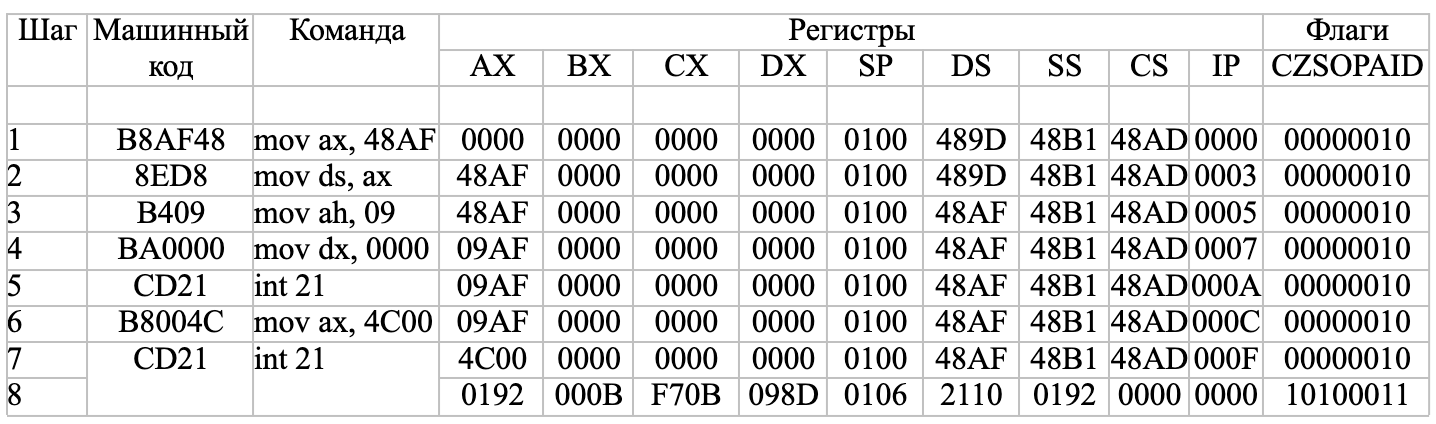 Шаг Машинный код Команда Регистры Флаги
AX BX CX DX SP DS SS CS IP CZSOPAID
1 B8AF48 mov ax, 48AF 0000 0000 0000 0000 0100 489D 48B1 48AD 0000 00000010
2 8ED8 mov ds, ax 48AF 0000 0000 0000 0100 489D 48B1 48AD 0003 00000010
3 B409 mov ah, 09 48AF 0000 0000 0000 0100 48AF 48B1 48AD 0005 00000010
4 BA0000 mov dx, 0000 09AF 0000 0000 0000 0100 48AF 48B1 48AD 0007 00000010
5 CD21 int 21 09AF 0000 0000 0000 0100 48AF 48B1 48AD 000A 00000010
6 B8004C mov ax, 4C00 09AF 0000 0000 0000 0100 48AF 48B1 48AD 000C 00000010
7 CD21 int 21 4C00 0000 0000 0000 0100 48AF 48B1 48AD 000F 00000010
8 0192 000B F70B 098D 0106 2110 0192 0000 0000 10100011